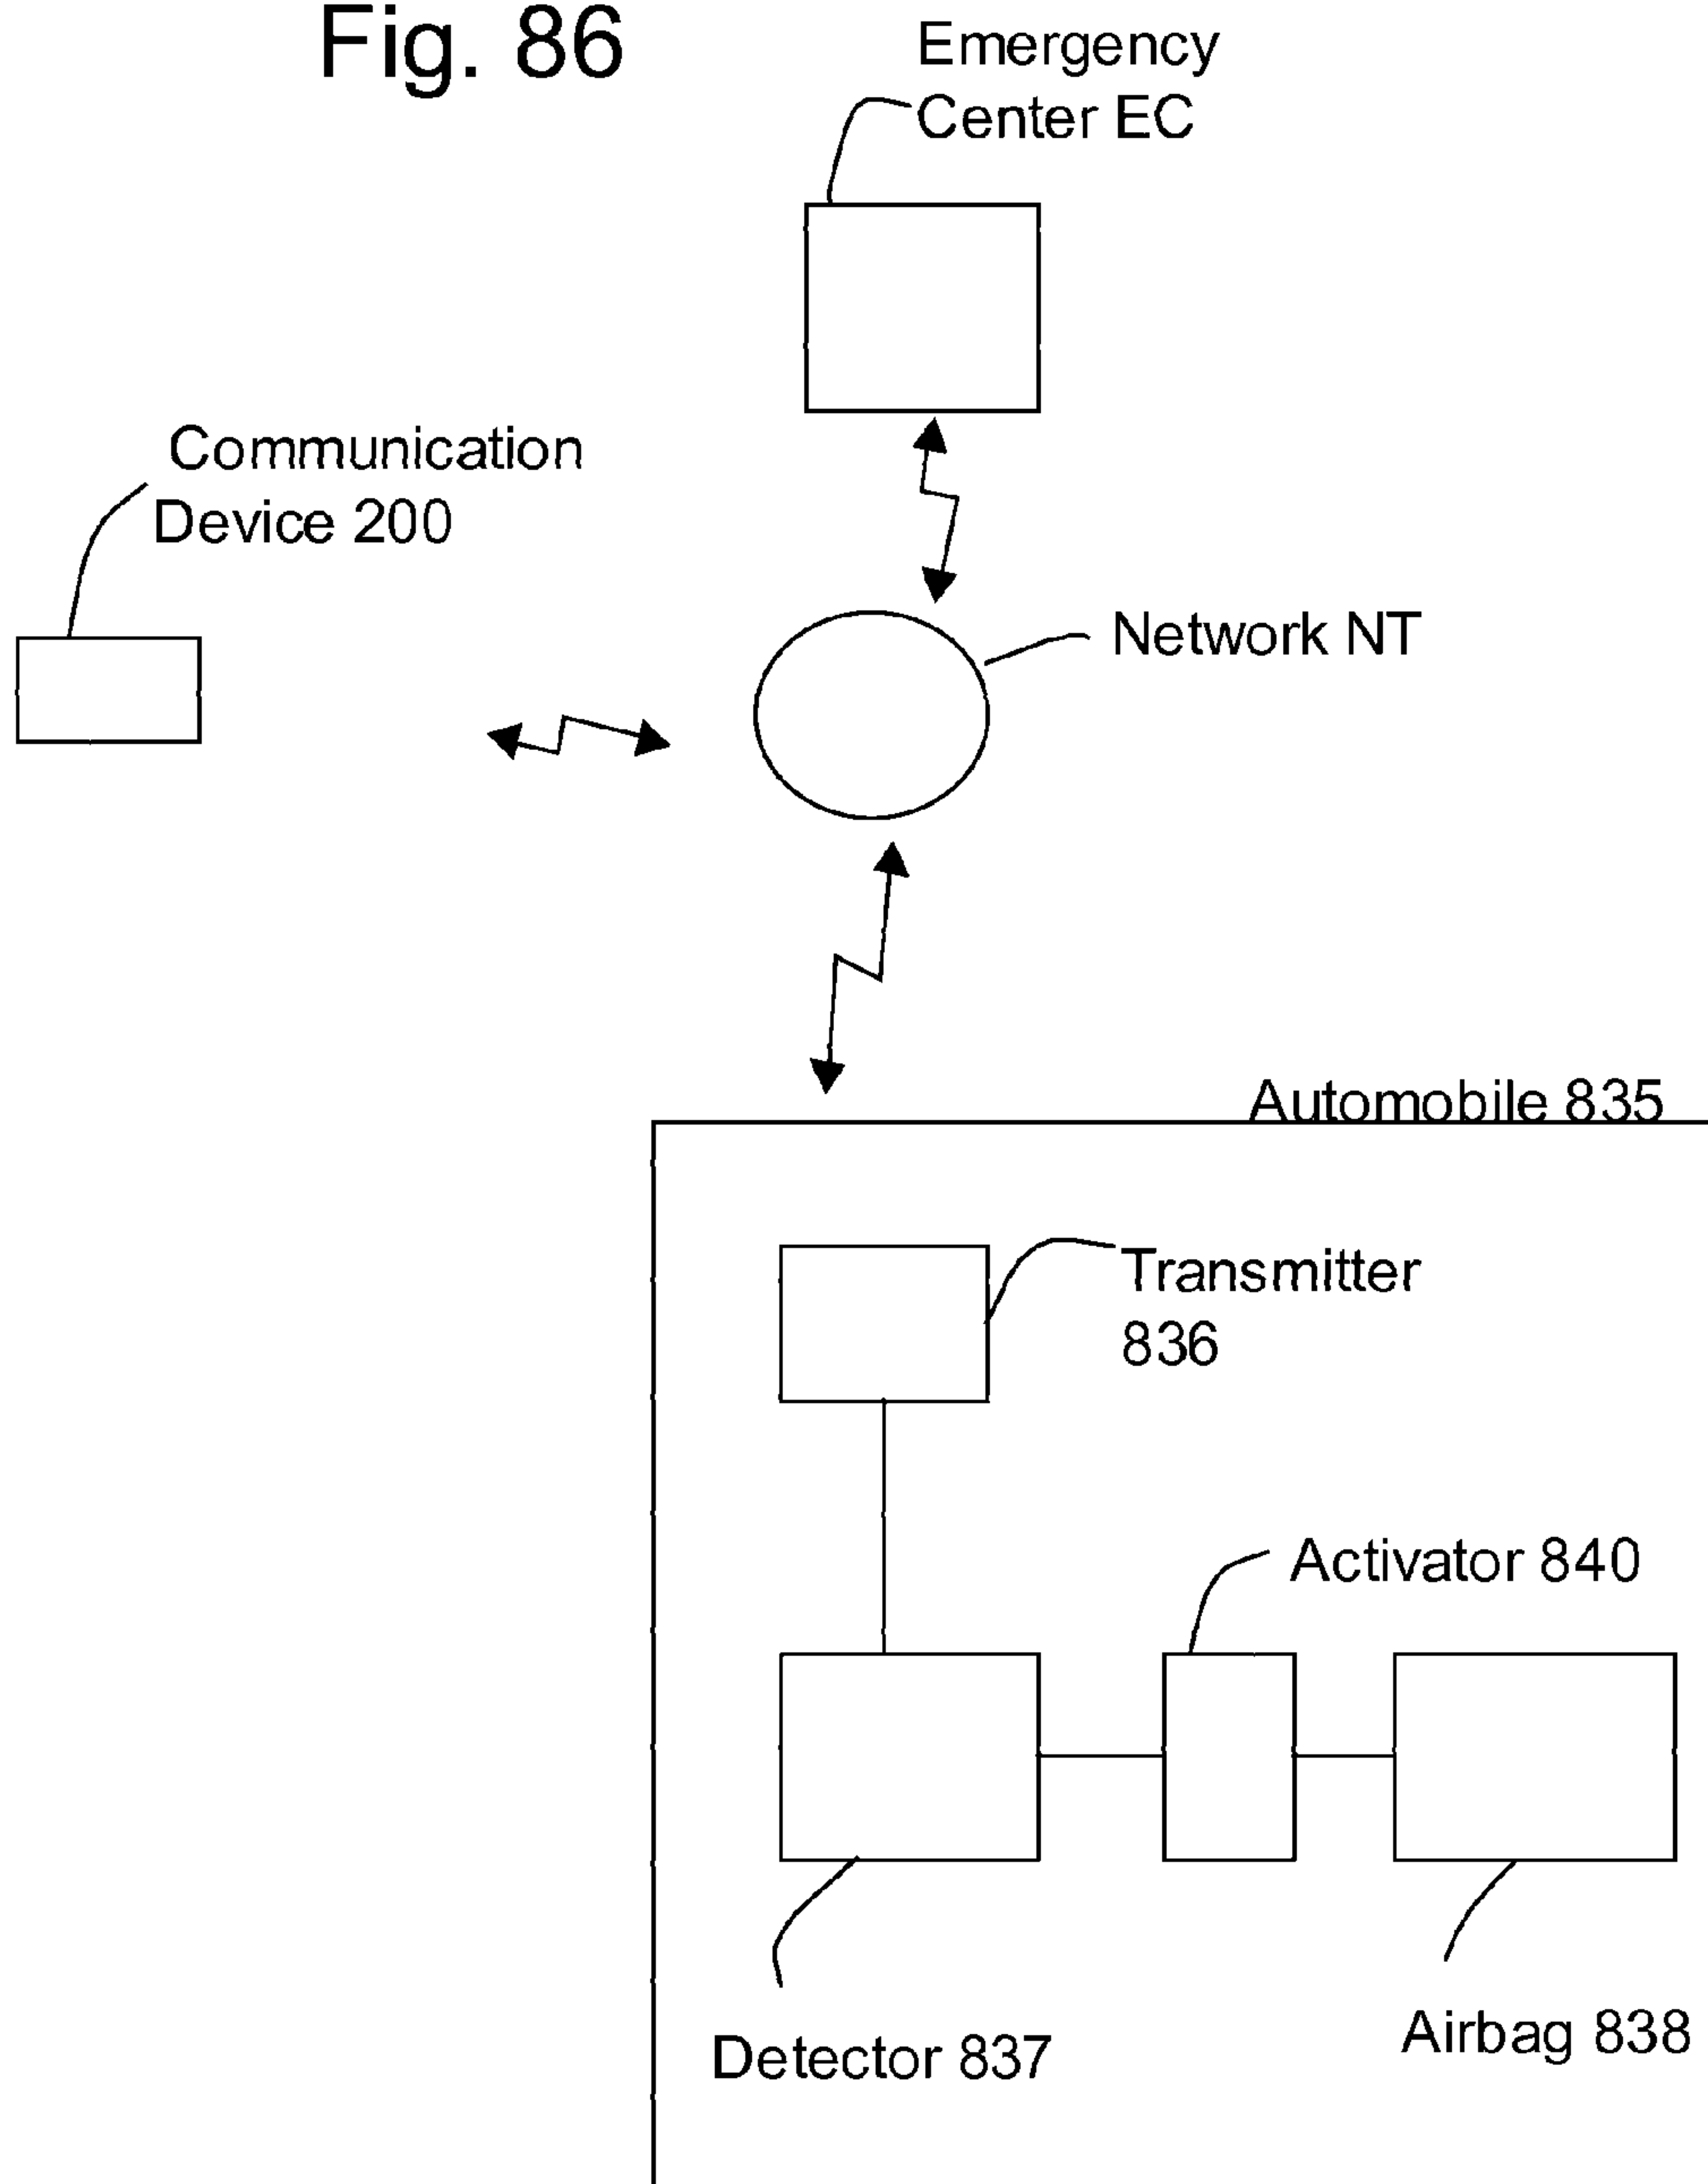 Fig. 86
Emergency
Center EC
Communication
Device 200
Network NT
Automobile 835
Transmitter
836
Activator 840
Detector 837
Airbag 838